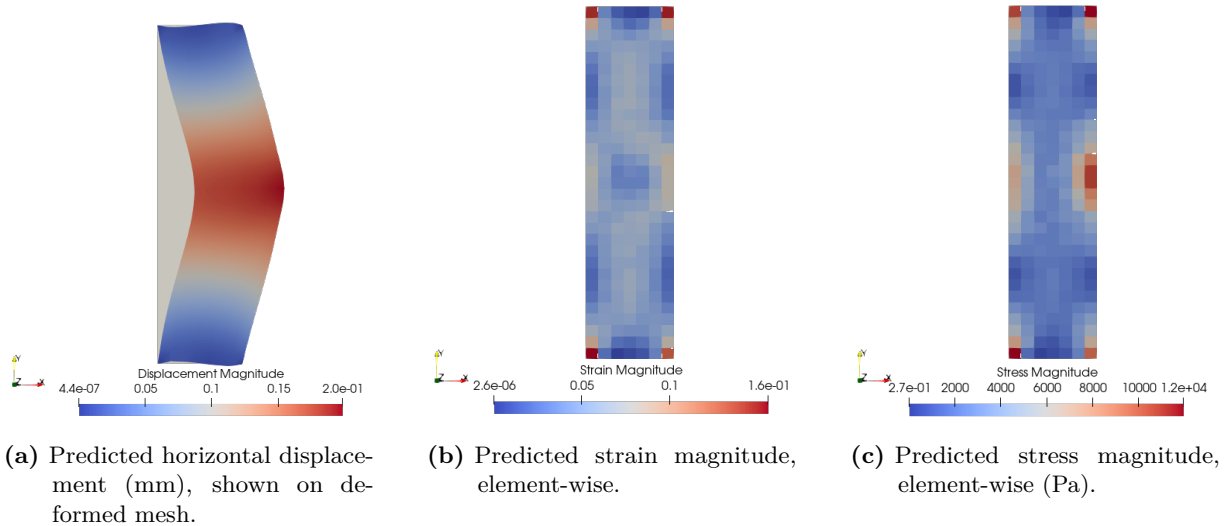 Y
Z
X
Displacement Magnitude
4.4e-07 0.05 0.1 0.15 2.0e-01
(a) Predicted horizontal displace-
ment (mm), shown on de-
formed mesh.
Y
Z
X
Strain Magnitude
2.6e-06 0.05 0.1 1.6e-01
(b) Predicted strain magnitude,
element-wise.
Y
Z
X
Stress Magnitude
2.7e-01 2000 4000 6000 8000 10000 1.2e+04
(c) Predicted stress magnitude,
element-wise (Pa).